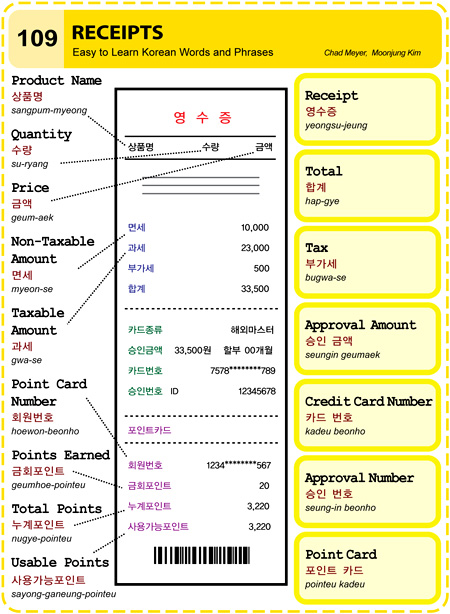 109 RECEIPTS
Easy to Learn Korean Words and Phrases
Chad Meyer, Moonjung Kim
Product Name
상품명
sangpum-myeong
Quantity
수량
su-ryang
Price
금액
geum-aek
Non-Taxable
Amount
면세
myeon-se
Taxable
Amount
과세
gwa-se
Point Card
Number
회원번호
hoewon-beonho
Points Earned
금회포인트
geumhoe-pointeu
Total Points
누계포인트
nugye-pointeu
Usable Points
사용가능포인트
sayong-ganeung-pointeu
영 수 증
상품명 수량 금액
면세 10,000
과세 23,000
부가세 500
합계 33,500
카드종류 해외마스터
승인금액 33,500원 할부 00개월
카드번호 7578********789
승인번호 ID 12345678
포인트카드
회원번호 1234********567
금회포인트 20
누계포인트 3,220
사용가능포인트 3,220
Receipt
영수증
yeongsu-jeung
Total
합계
hap-gye
Tax
부가세
bugwa-se
Approval Amount
승인 금액
seungin geumaek
Credit Card Number
카드 번호
kadeu beonho
Approval Number
승인 번호
seung-in beonho
Point Card
포인트 카드
pointeu kadeu